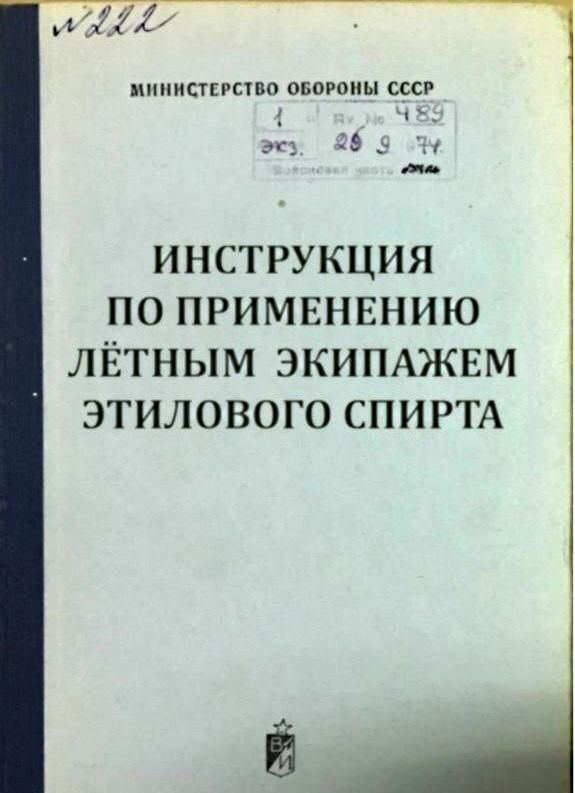 №222
МИНИСТЕРСТВО ОБОРОНЫ СССР
1 Вх № 489
экз. 26 9 74
Войсковая часть
ИНСТРУКЦИЯ
ПО ПРИМЕНЕНИЮ
ЛЁТНЫМ ЭКИПАЖЕМ
ЭТИЛОВОГО СПИРТА
ВИ